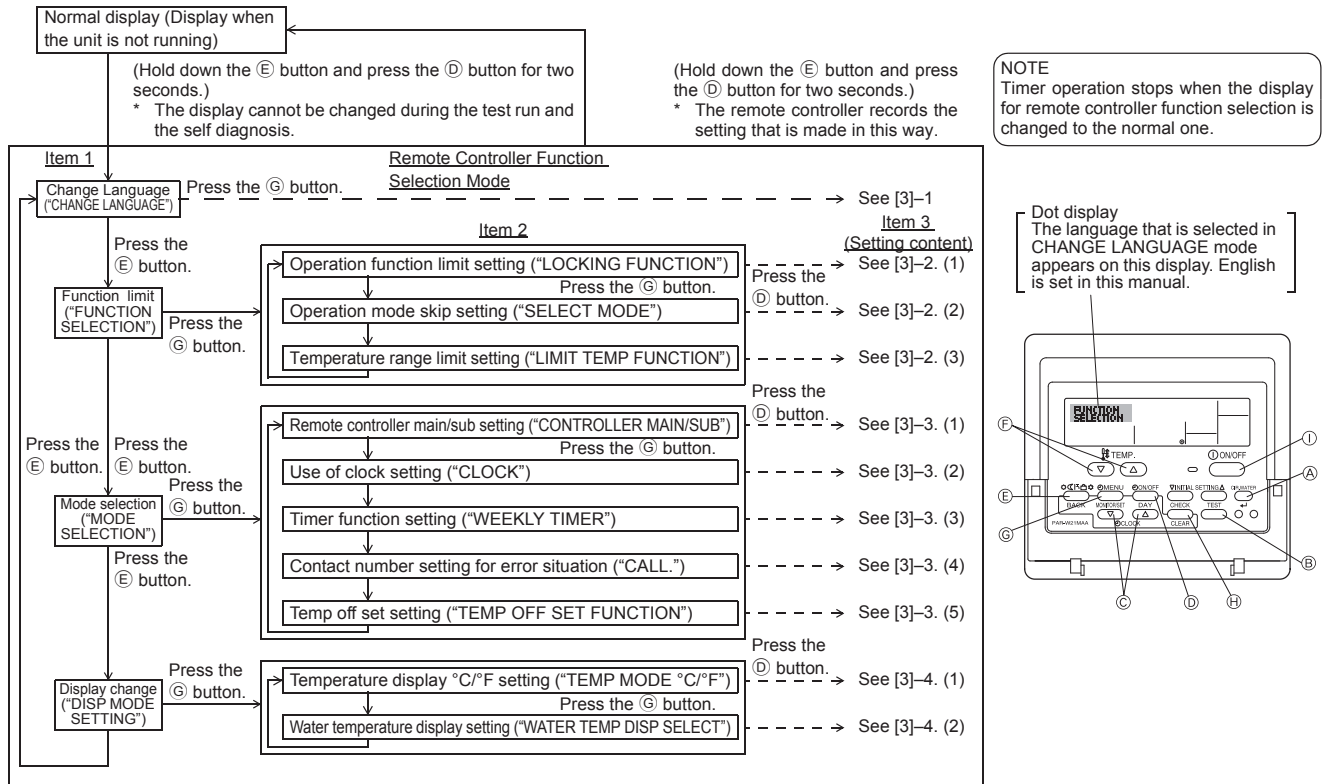 Normal display (Display when
the unit is not running)
(Hold down the Ⓔ button and press the Ⓓ button for two
seconds.)
* The display cannot be changed during the test run and
the self diagnosis.
(Hold down the Ⓔ button and press
the Ⓓ button for two seconds.)
* The remote controller records the
setting that is made in this way.
NOTE
Timer operation stops when the display
for remote controller function selection is
changed to the normal one.
Item 1
Remote Controller Function
Selection Mode
Change Language
("CHANGE LANGUAGE")
Press the Ⓖ button.
See [3]–1
Item 2
Item 3
(Setting content)
Press the
Ⓔ button.
Function limit
("FUNCTION
SELECTION")
Press the
Ⓖ button.
Operation function limit setting ("LOCKING FUNCTION")
Press the Ⓖ button.
Operation mode skip setting ("SELECT MODE")
Temperature range limit setting ("LIMIT TEMP FUNCTION")
Press the
Ⓓ button.
See [3]–2. (1)
See [3]–2. (2)
See [3]–2. (3)
Press the
Ⓔ button.
Press the
Ⓔ button.
Press the
Ⓖ button.
Mode selection
("MODE
SELECTION")
Press the
Ⓔ button.
Remote controller main/sub setting ("CONTROLLER MAIN/SUB")
Press the Ⓖ button.
Use of clock setting ("CLOCK")
Timer function setting ("WEEKLY TIMER")
Contact number setting for error situation ("CALL.")
Temp off set setting ("TEMP OFF SET FUNCTION")
Press the
Ⓓ button.
See [3]–3. (1)
See [3]–3. (2)
See [3]–3. (3)
See [3]–3. (4)
See [3]–3. (5)
Display change
("DISP MODE
SETTING")
Press the
Ⓖ button.
Temperature display °C/°F setting ("TEMP MODE °C/°F")
Press the Ⓖ button.
Water temperature display setting ("WATER TEMP DISP SELECT")
Press the
Ⓓ button.
See [3]–4. (1)
See [3]–4. (2)
Dot display
The language that is selected in
CHANGE LANGUAGE mode
appears on this display. English
is set in this manual.
FUNCTION
SELECTION
Ⓕ
TEMP.
ON/OFF
Ⓘ
Ⓐ
Ⓔ
MENU
ON/OFF
INITIAL SETTING
CIR.WATER
BACK
MONITOR/SET
DAY
CHECK
TEST
Ⓖ
PAR-W21MAA
CLOCK
CLEAR
Ⓑ
Ⓒ
Ⓓ
Ⓗ